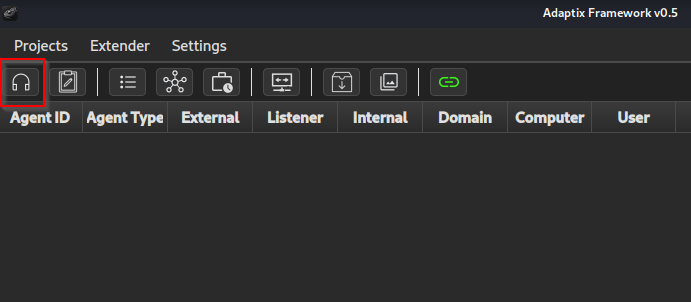 Adaptix Framework v0.5
Projects Extender Settings
Agent ID Agent Type External Listener Internal Domain Computer User